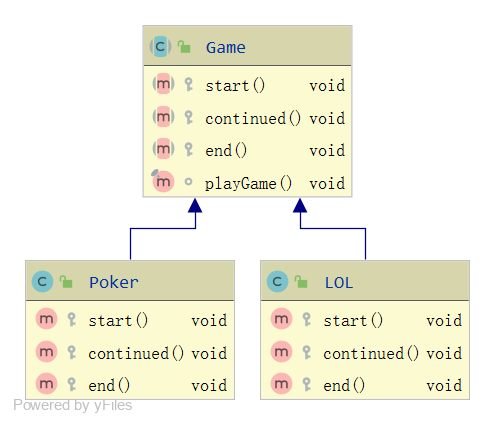 Game
start() void
continued() void
end() void
playGame() void
Poker
start() void
continued() void
end() void
LOL
start() void
continued() void
end() void
Powered by yFiles